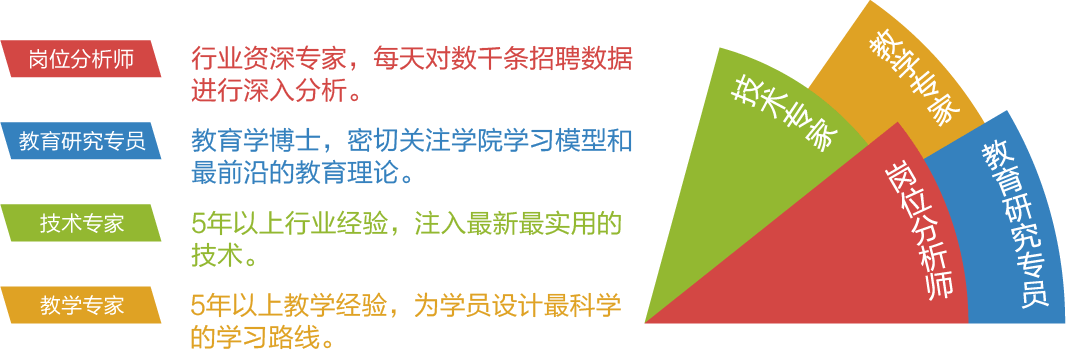 岗位分析师
行业资深专家，每天对数千条招聘数据
进行深入分析。
教育研究专员
教育学博士，密切关注学院学习模型和
最前沿的教育理论。
技术专家
5年以上行业经验，注入最新最实用的
技术。
教学专家
5年以上教学经验，为学员设计最科学
的学习路线。
技术专家
教学专家
岗位分析师
教育研究专员